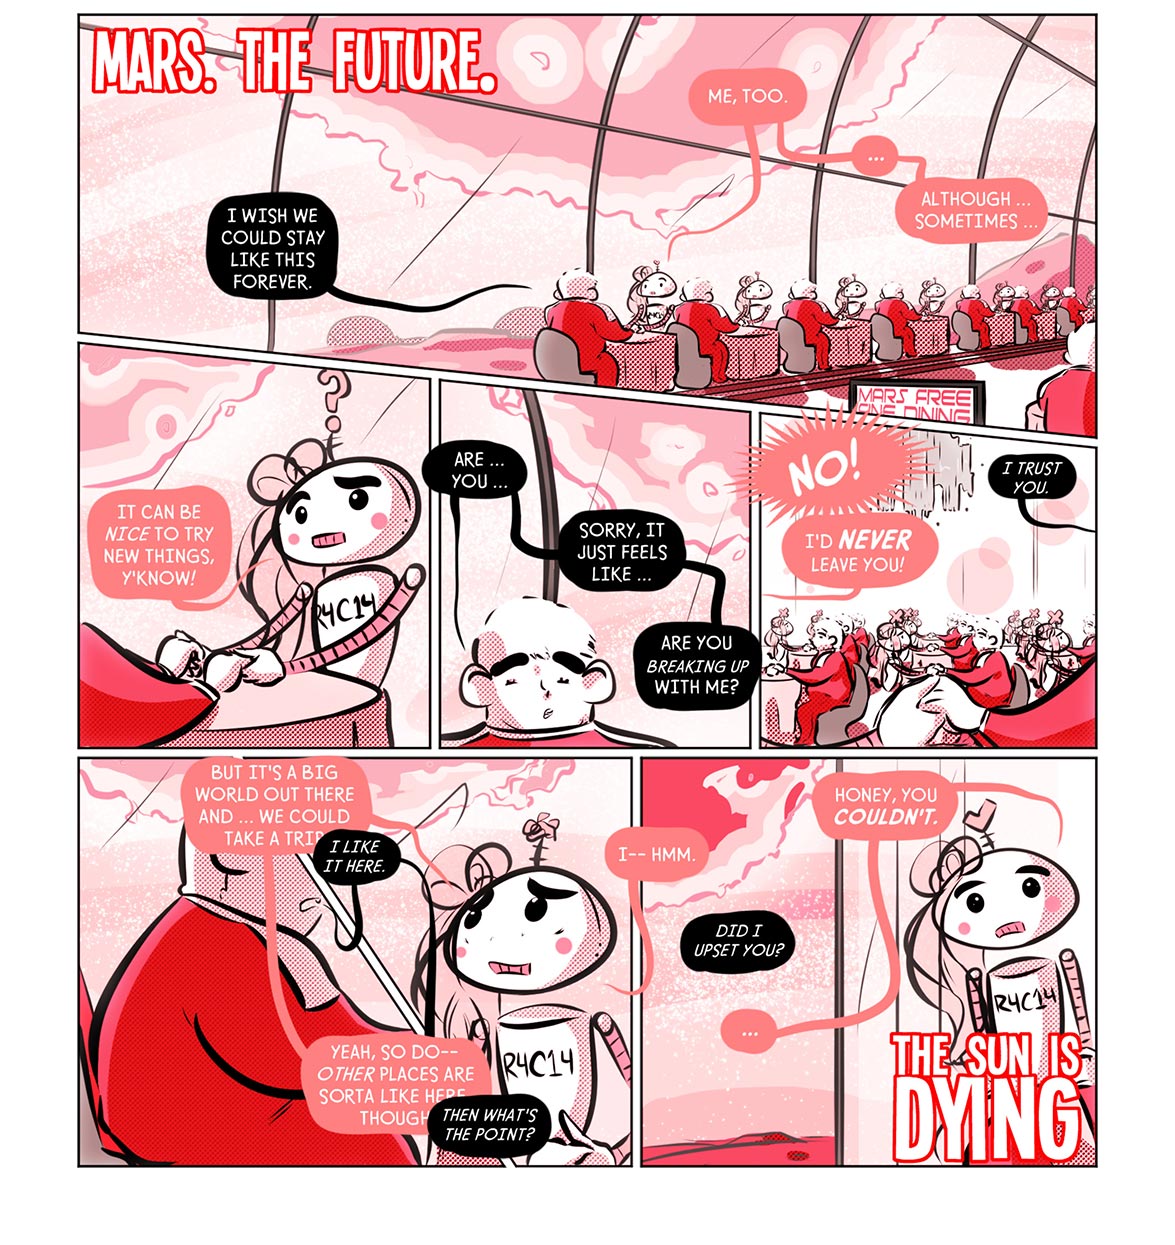 MARS. THE FUTURE.
I WISH WE
COULD STAY
LIKE THIS
FOREVER.
ME, TOO.
...
ALTHOUGH ...
SOMETIMES ...
MARS FREE
ONE DINING
?
IT CAN BE
NICE TO TRY
NEW THINGS,
Y'KNOW!
R4C14
ARE ...
YOU ...
SORRY, IT
JUST FEELS
LIKE ...
ARE YOU
BREAKING UP
WITH ME?
NO!
I'D NEVER
LEAVE YOU!
I TRUST
YOU.
BUT IT'S A BIG
WORLD OUT THERE
AND ... WE COULD
TAKE A TRIP
I LIKE
IT HERE.
YEAH, SO DO--
OTHER PLACES ARE
SORTA LIKE HERE
THOUGH
THEN WHAT'S
THE POINT?
R4C14
I-- HMM.
DID I
UPSET YOU?
HONEY, YOU
COULDN'T.
...
R4C14
THE SUN IS
DYING